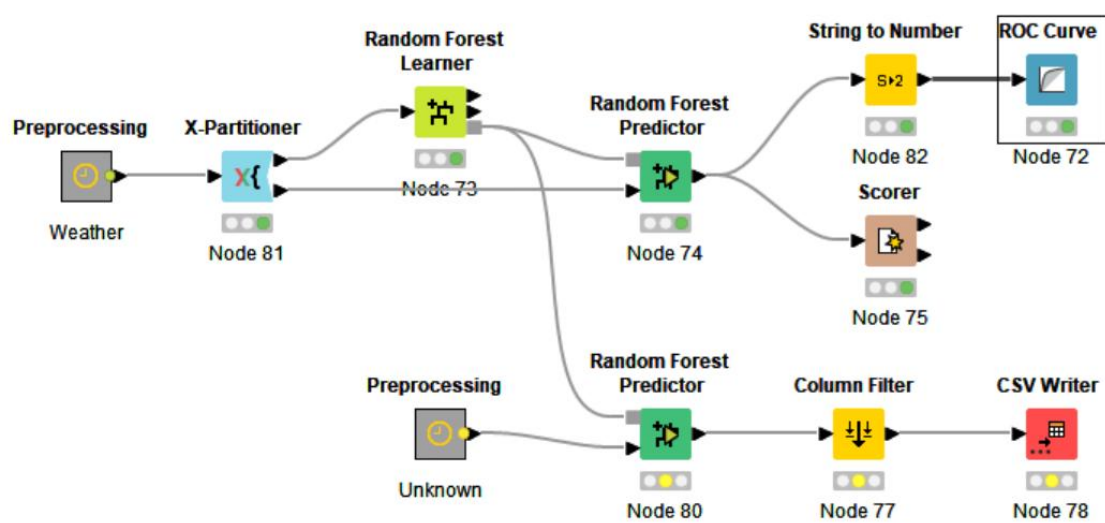 Preprocessing
Weather
X-Partitioner
X{
Node 81
Random Forest
Learner
Node 73
Random Forest
Predictor
Node 74
String to Number
S▸2
Node 82
ROC Curve
Node 72
Scorer
Node 75
Preprocessing
Unknown
Random Forest
Predictor
Node 80
Column Filter
Node 77
CSV Writer
Node 78